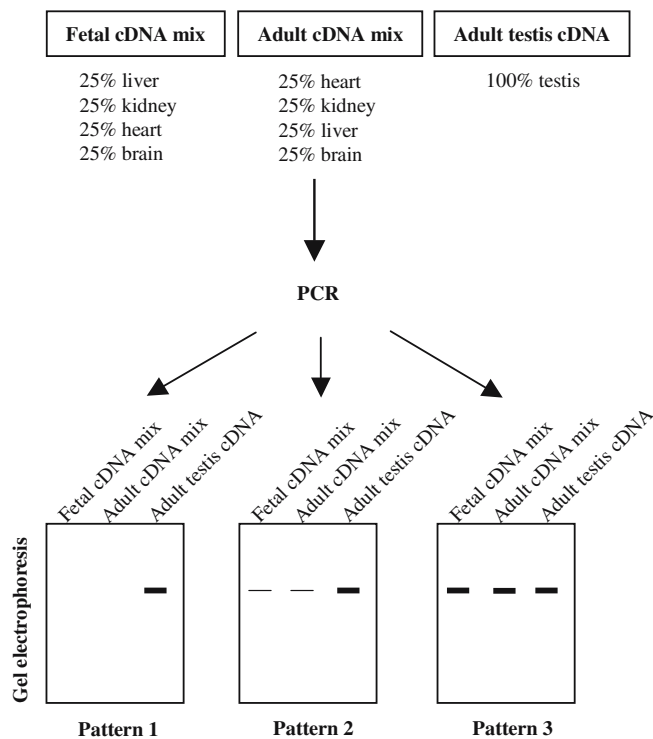 Fetal cDNA mix
Adult cDNA mix
Adult testis cDNA
25% liver
25% kidney
25% heart
25% brain
25% heart
25% kidney
25% liver
25% brain
100% testis
PCR
Fetal cDNA mix
Adult cDNA mix
Adult testis cDNA
Fetal cDNA mix
Adult cDNA mix
Adult testis cDNA
Fetal cDNA mix
Adult cDNA mix
Adult testis cDNA
Gel electrophoresis
Pattern 1
Pattern 2
Pattern 3